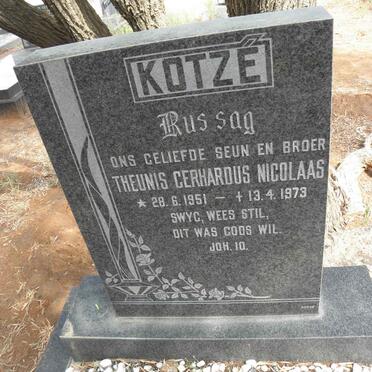 KOTZÉ
Rus sag
ONS GELIEFDE SEUN EN BROER
THEUNIS GERHARDUS NICOLAAS
* 28.6.1951 — † 13.4.1973
SWYG, WEES STIL,
DIT WAS GODS WIL.
JOH. 10.